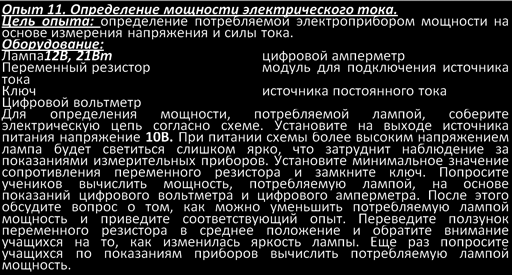 Опыт 11. Определение мощности электрического тока.
Цель опыта: определение потребляемой электроприбором мощности на
основе измерения напряжения и силы тока.
Оборудование:
Лампа12В, 21Вт цифровой амперметр
Переменный резистор модуль для подключения источника
тока
Ключ источника постоянного тока
Цифровой вольтметр
Для определения мощности, потребляемой лампой, соберите
электрическую цепь согласно схеме. Установите на выходе источника
питания напряжение 10В. При питании схемы более высоким напряжением
лампа будет светиться слишком ярко, что затруднит наблюдение за
показаниями измерительных приборов. Установите минимальное значение
сопротивления переменного резистора и замкните ключ. Попросите
учеников вычислить мощность, потребляемую лампой, на основе
показаний цифрового вольтметра и цифрового амперметра. После этого
обсудите вопрос о том, как можно уменьшить потребляемую лампой
мощность и приведите соответствующий опыт. Переведите ползунок
переменного резистора в среднее положение и обратите внимание
учащихся на то, как изменилась яркость лампы. Еще раз попросите
учащихся по показаниям приборов вычислить потребляемую лампой
мощность.